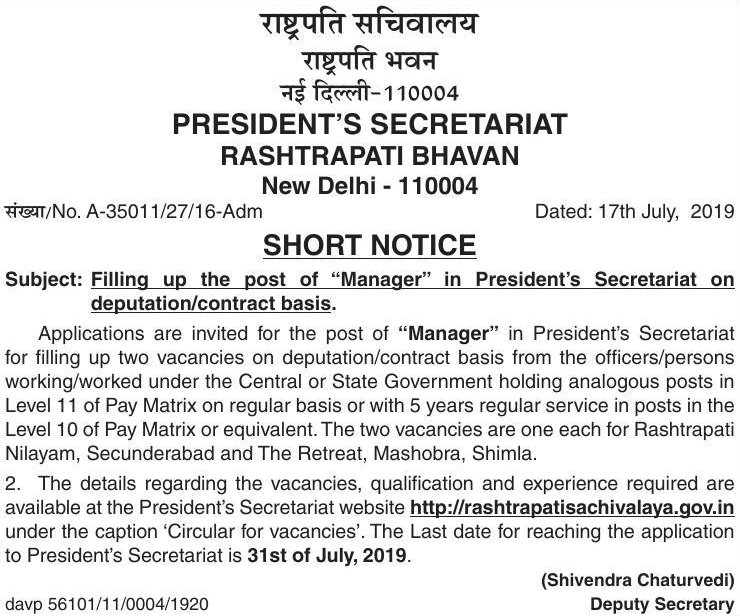 राष्ट्रपति सचिवालय
राष्ट्रपति भवन
नई दिल्ली-110004
PRESIDENT'S SECRETARIAT
RASHTRAPATI BHAVAN
New Delhi - 110004
संख्या/No. A-35011/27/16-Adm Dated: 17th July, 2019
SHORT NOTICE
Subject: Filling up the post of “Manager” in President's Secretariat on
deputation/contract basis.
Applications are invited for the post of “Manager” in President's Secretariat
for filling up two vacancies on deputation/contract basis from the officers/persons
working/worked under the Central or State Government holding analogous posts in
Level 11 of Pay Matrix on regular basis or with 5 years regular service in posts in the
Level 10 of Pay Matrix or equivalent. The two vacancies are one each for Rashtrapati
Nilayam, Secunderabad and The Retreat, Mashobra, Shimla.
2. The details regarding the vacancies, qualification and experience required are
available at the President's Secretariat website http://rashtrapatisachivalaya.gov.in
under the caption ‘Circular for vacancies’. The Last date for reaching the application
to President's Secretariat is 31st of July, 2019.
(Shivendra Chaturvedi)
davp 56101/11/0004/1920 Deputy Secretary